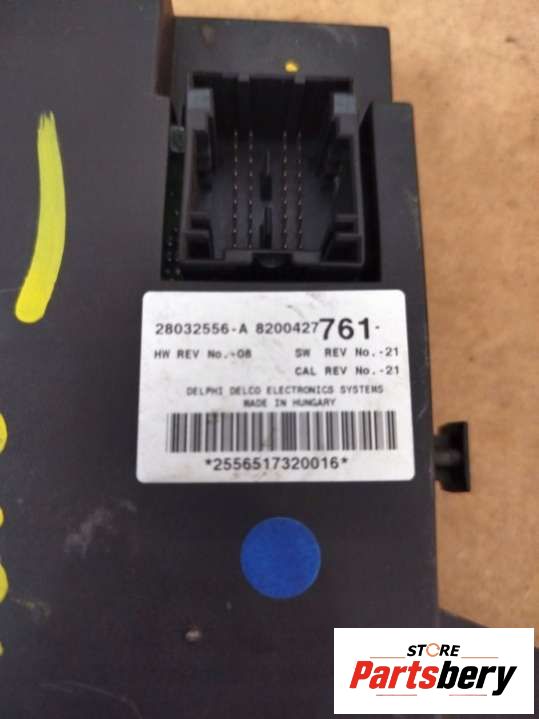 28032556-A 8200427761-
HW REV No.-08 SW REV No.-21
CAL REV No.-21
DELPHI DELCO ELECTRONICS SYSTEMS
MADE IN HUNGARY
*2556517320016*
STORE
Partsbery